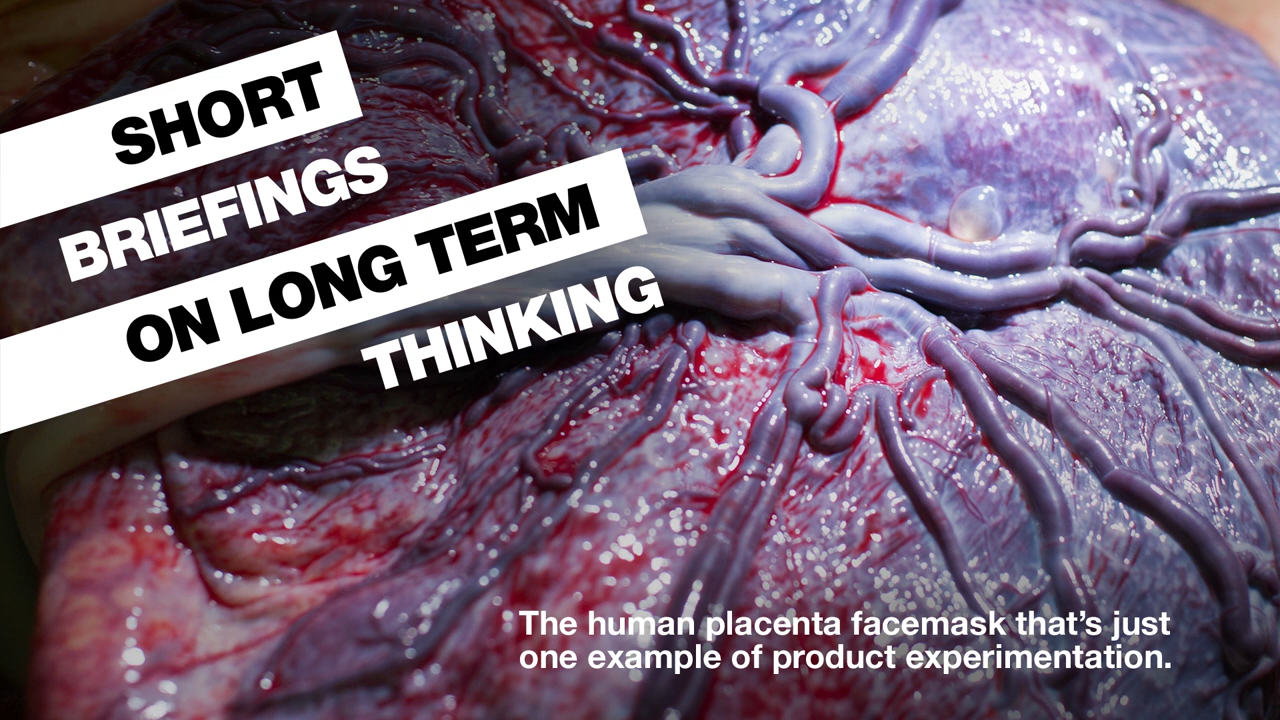 SHORT
BRIEFINGS
ON LONG TERM
THINKING
The human placenta facemask that’s just
one example of product experimentation.